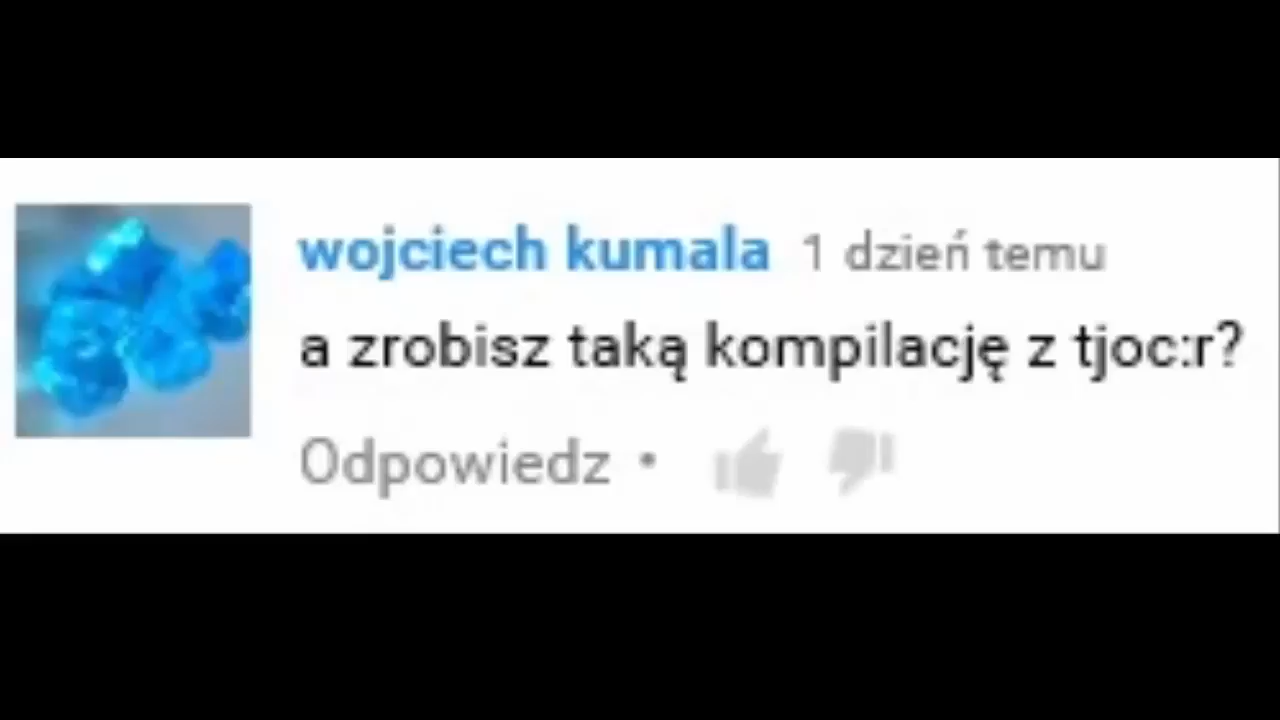 wojciech kumala 1 dzień temu
a zrobisz taką kompilację z tjoc:r?
Odpowiedz •